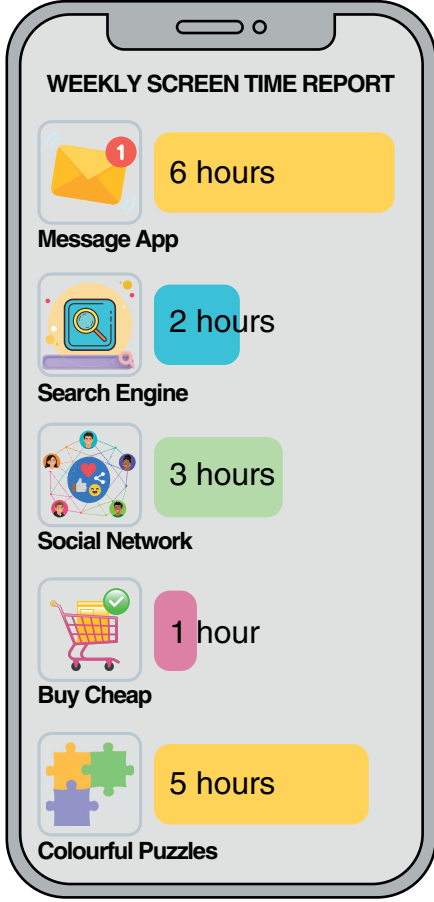 WEEKLY SCREEN TIME REPORT
1
6 hours
Message App
2 hours
Search Engine
3 hours
Social Network
1 hour
Buy Cheap
5 hours
Colourful Puzzles